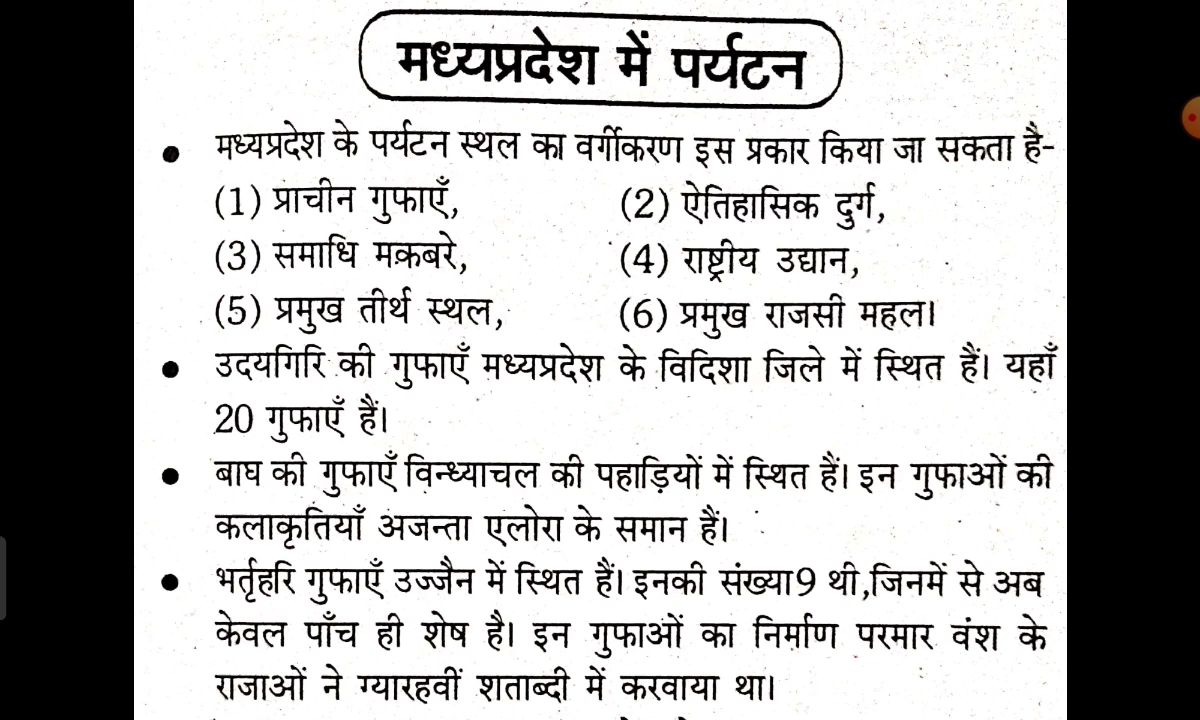 मध्यप्रदेश में पर्यटन
• मध्यप्रदेश के पर्यटन स्थल का वर्गीकरण इस प्रकार किया जा सकता है-
(1) प्राचीन गुफाएँ, (2) ऐतिहासिक दुर्ग,
(3) समाधि मक़बरे, (4) राष्ट्रीय उद्यान,
(5) प्रमुख तीर्थ स्थल, (6) प्रमुख राजसी महल।
• उदयगिरि की गुफाएँ मध्यप्रदेश के विदिशा जिले में स्थित हैं। यहाँ
20 गुफाएँ हैं।
• बाघ की गुफाएँ विन्ध्याचल की पहाड़ियों में स्थित हैं। इन गुफाओं की
कलाकृतियाँ अजन्ता एलोरा के समान हैं।
• भर्तृहरि गुफाएँ उज्जैन में स्थित हैं। इनकी संख्या 9 थी,जिनमें से अब
केवल पाँच ही शेष है। इन गुफाओं का निर्माण परमार वंश के
राजाओं ने ग्यारहवीं शताब्दी में करवाया था।